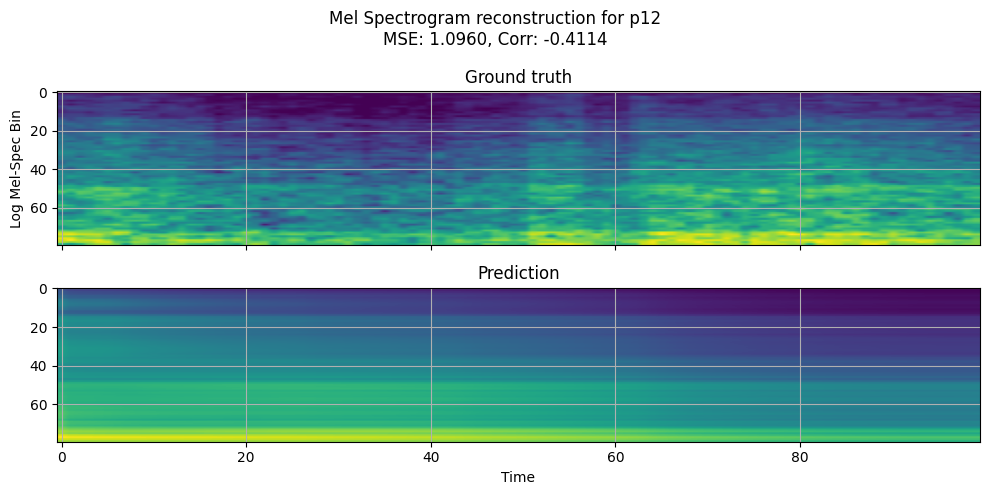 Mel Spectrogram reconstruction for p12
MSE: 1.0960, Corr: -0.4114
Ground truth
Log Mel-Spec Bin
0
20
40
60
Prediction
0
20
40
60
0 20 40 60 80
Time